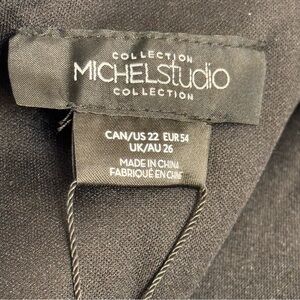 COLLECTION
MICHELstudio
COLLECTION
CAN/US 22 EUR 54
UK/AU 26
MADE IN CHINA
FABRIQUÉ EN CHINE